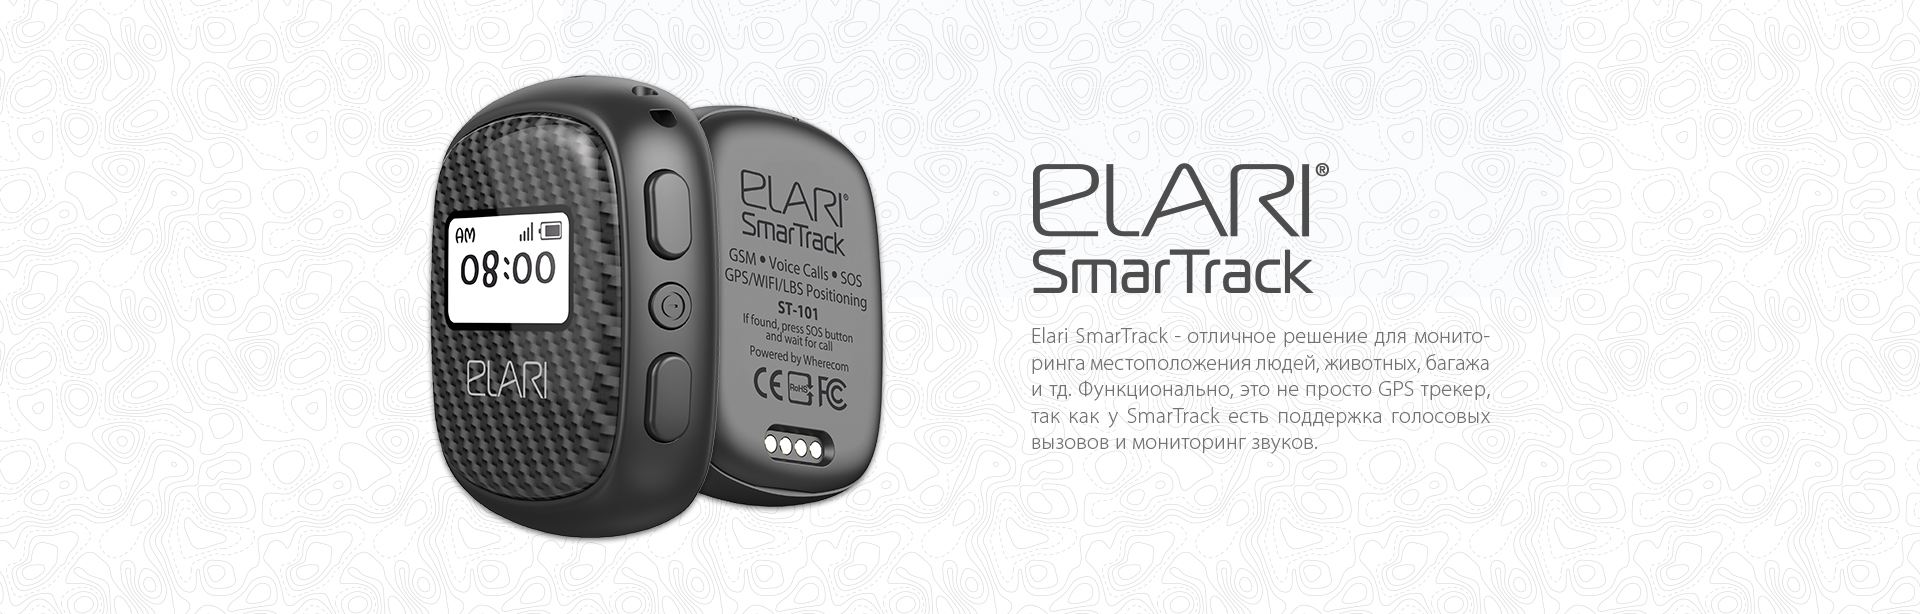 AM
08:00
ELARI
ELARI®
SmarTrack
GSM • Voice Calls • SOS
GPS/WIFI/LBS Positioning
ST-101
If found, press SOS button
and wait for call
Powered by Wherecom
CE RoHS FC
ELARI®
SmarTrack
Elari SmarTrack - отличное решение для монито-
ринга местоположения людей, животных, багажа
и тд. Функционально, это не просто GPS трекер,
так как у SmarTrack есть поддержка голосовых
вызовов и мониторинг звуков.